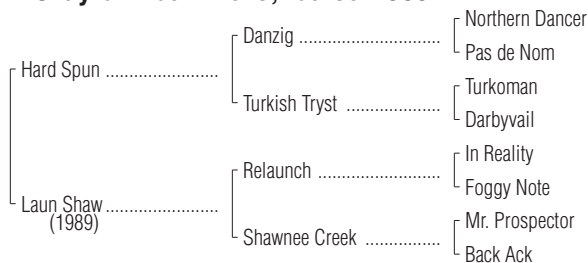 Northern Dancer
Danzig ..............................
Pas de Nom
Hard Spun ........................
Turkoman
Turkish Tryst ....................
Darbyvail
In Reality
Relaunch ..........................
Foggy Note
Laun Shaw ........................
(1989)
Mr. Prospector
Shawnee Creek ................
Back Ack